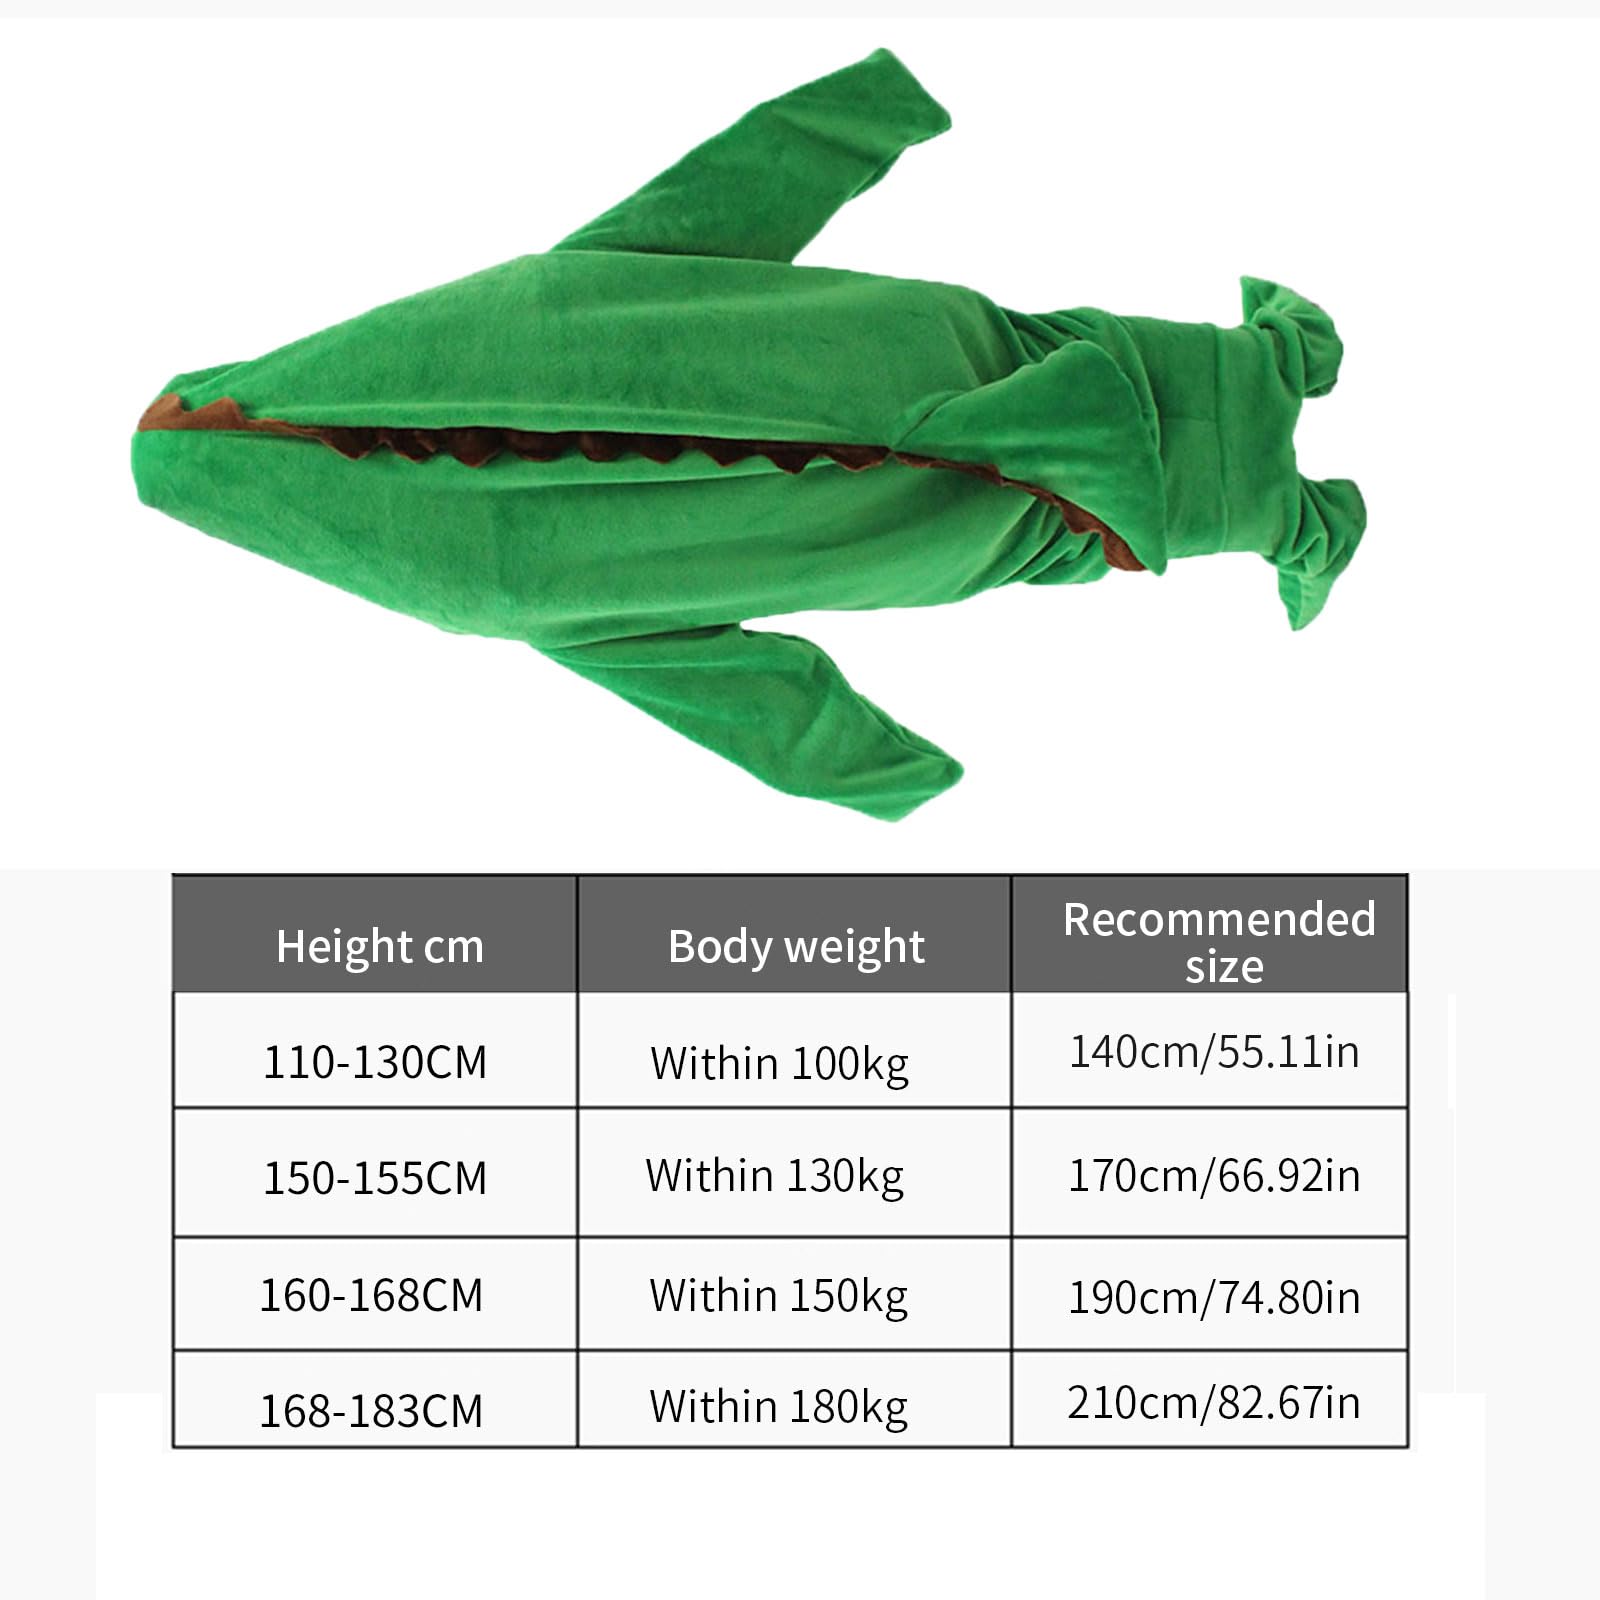 Height cm
Body weight
Recommended
size
110-130CM
Within 100kg
140cm/55.11in
150-155CM
Within 130kg
170cm/66.92in
160-168CM
Within 150kg
190cm/74.80in
168-183CM
Within 180kg
210cm/82.67in